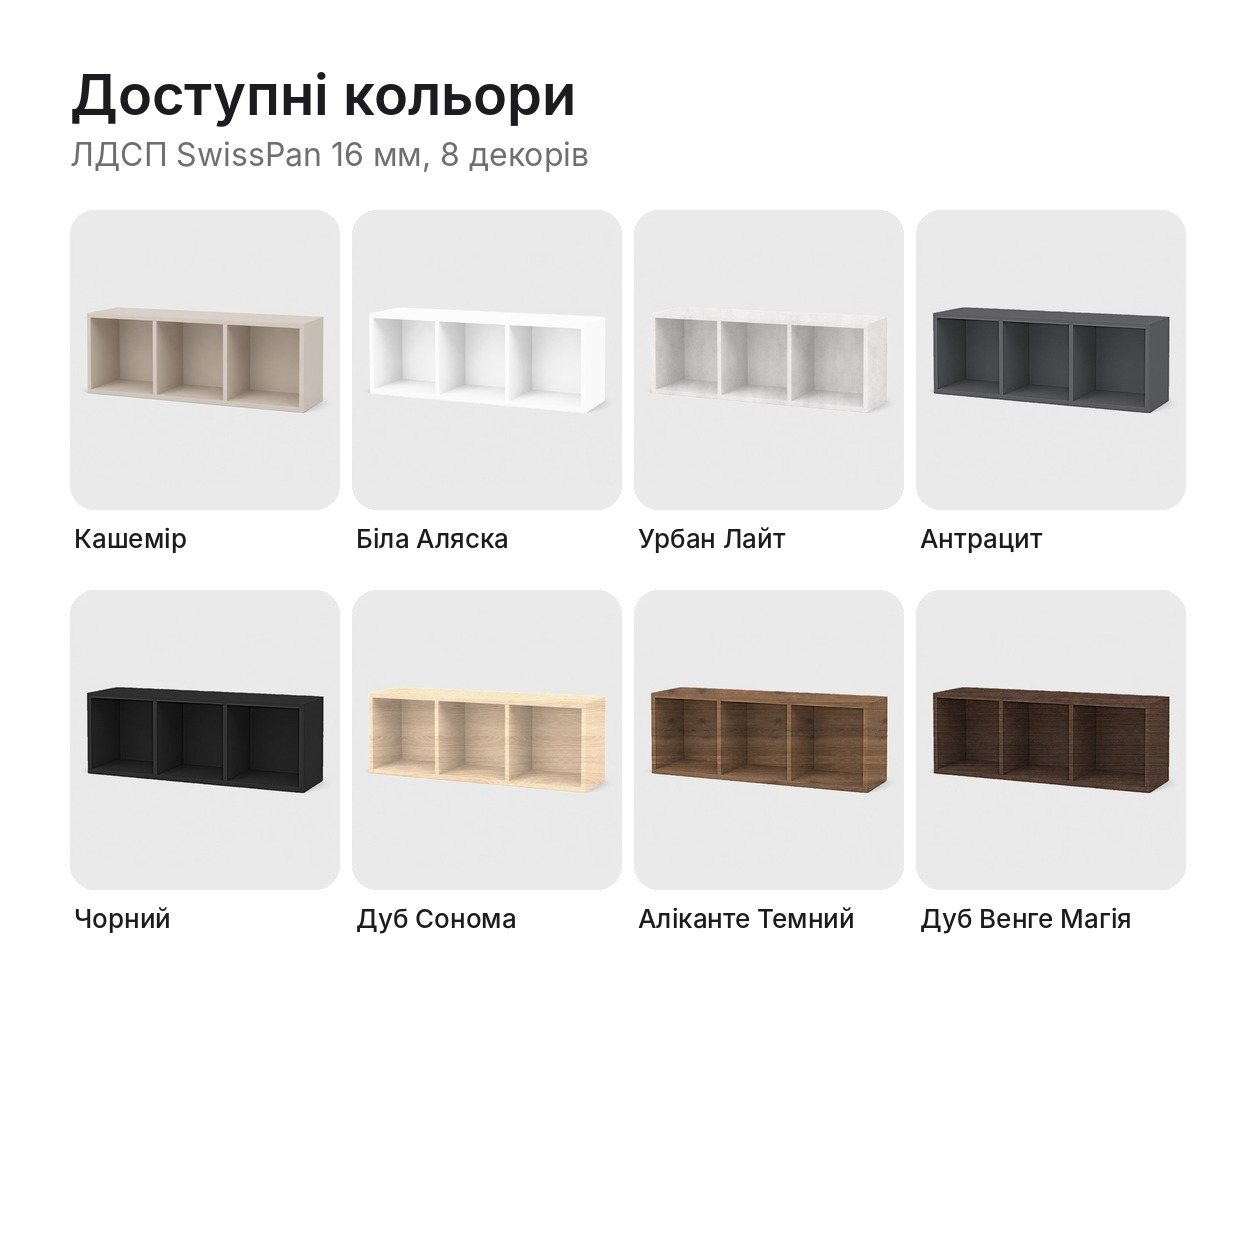 Доступні кольори
ЛДСП SwissPan 16 мм, 8 декорів
Кашемір
Біла Аляска
Урбан Лайт
Антрацит
Чорний
Дуб Сонома
Аліканте Темний
Дуб Венге Магія